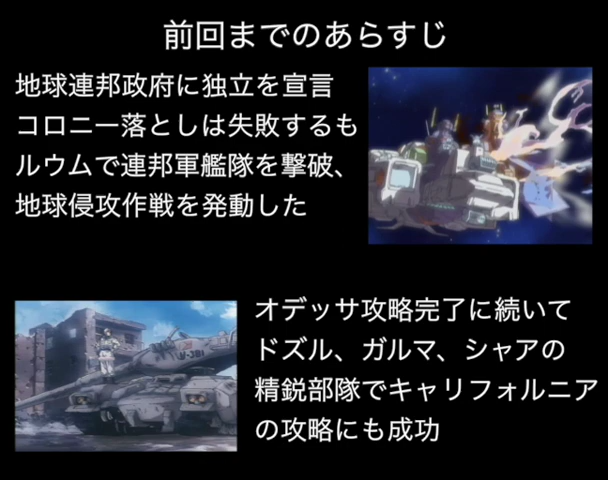 前回までのあらすじ
地球連邦政府に独立を宣言
コロニー落としは失敗するも
ルウムで連邦軍艦隊を撃破、
地球侵攻作戦を発動した
オデッサ攻略完了に続いて
ドズル、ガルマ、シャアの
精鋭部隊でキャリフォルニア
の攻略にも成功